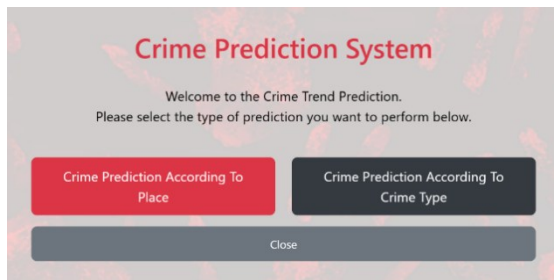 Crime Prediction System
Welcome to the Crime Trend Prediction.
Please select the type of prediction you want to perform below.
Crime Prediction According To
Place
Crime Prediction According To
Crime Type
Close